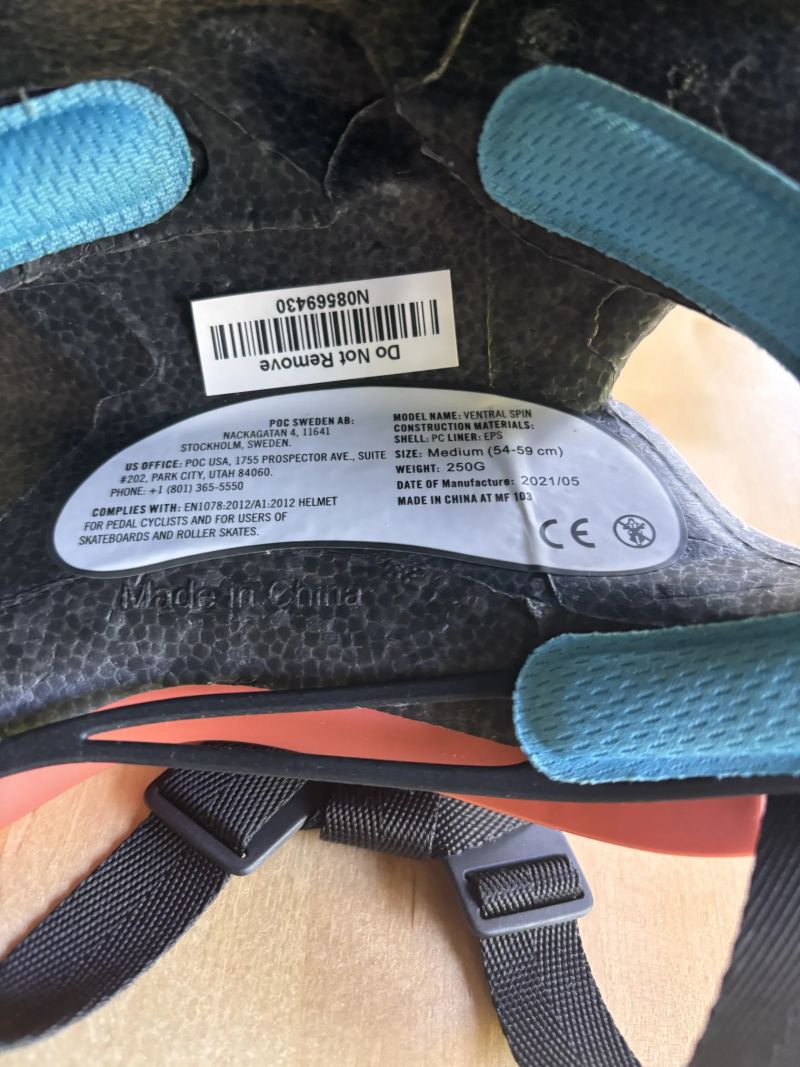 Do Not Remove
N08569430
POC SWEDEN AB:
NACKAGATAN 4, 11641
STOCKHOLM, SWEDEN.
US OFFICE: POC USA, 1755 PROSPECTOR AVE., SUITE
#202, PARK CITY, UTAH 84060.
PHONE: +1 (801) 365-5550
COMPLIES WITH: EN1078:2012/A1:2012 HELMET
FOR PEDAL CYCLISTS AND FOR USERS OF
SKATEBOARDS AND ROLLER SKATES.
MODEL NAME: VENTRAL SPIN
CONSTRUCTION MATERIALS:
SHELL: PC LINER: EPS
SIZE: Medium (54-59 cm)
WEIGHT: 250G
DATE OF Manufacture: 2021/05
MADE IN CHINA AT MF 103
CE
Made in China